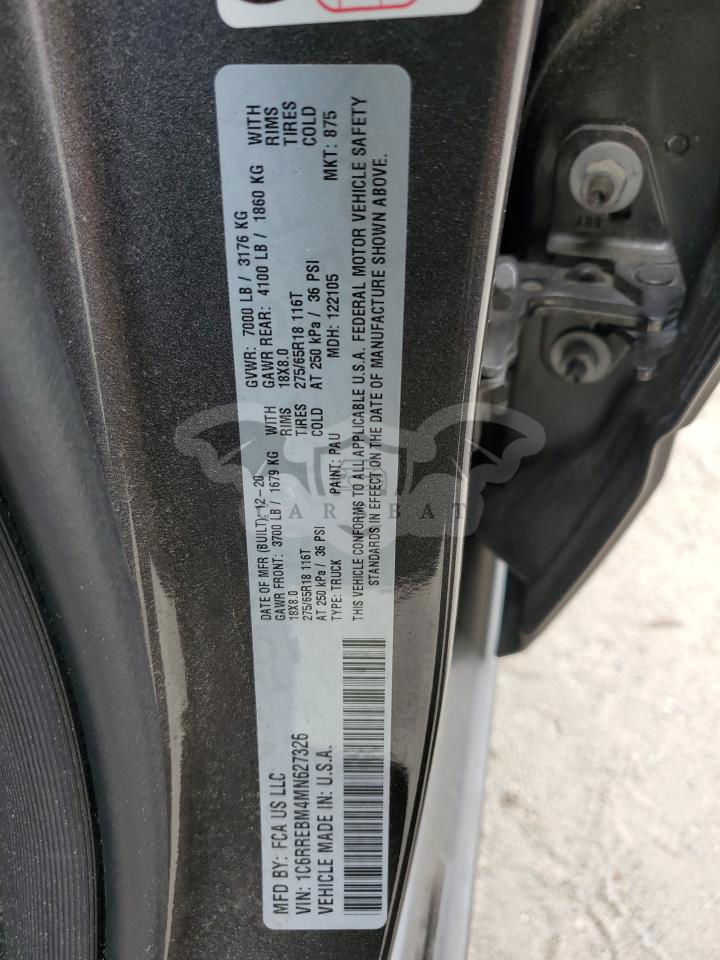 MFD BY: FCA US LLC
DATE OF MFR (BUILT): 12-20
GVWR: 7000 LB / 3176 KG
GAWR FRONT: 3700 LB / 1679 KG WITH
18X8.0 RIMS
275/65R18 116T TIRES
AT 250 kPa / 36 PSI COLD
GAWR REAR: 4100 LB / 1860 KG WITH
18X8.0 RIMS
275/65R18 116T TIRES
AT 250 kPa / 36 PSI COLD
VIN: 1C6RREBM4MN627326
TYPE: TRUCK
PAINT: PAU
MDH: 122105
MKT: 875
VEHICLE MADE IN: U.S.A.
THIS VEHICLE CONFORMS TO ALL APPLICABLE U.S.A. FEDERAL MOTOR VEHICLE SAFETY
STANDARDS IN EFFECT ON THE DATE OF MANUFACTURE SHOWN ABOVE.